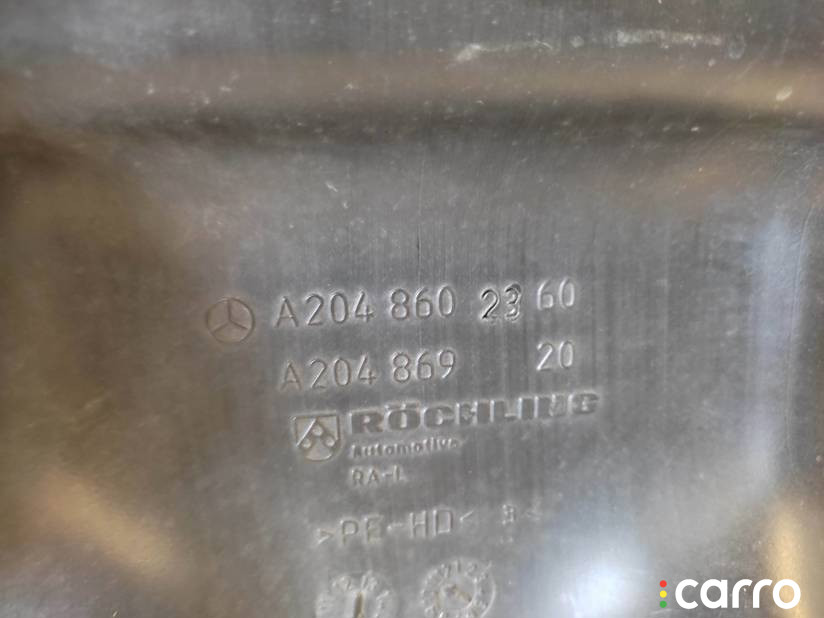 A204 860 23 60
A204 869 20
RÖCHLING
Automotive
RA-L
>PE-HD<
carro